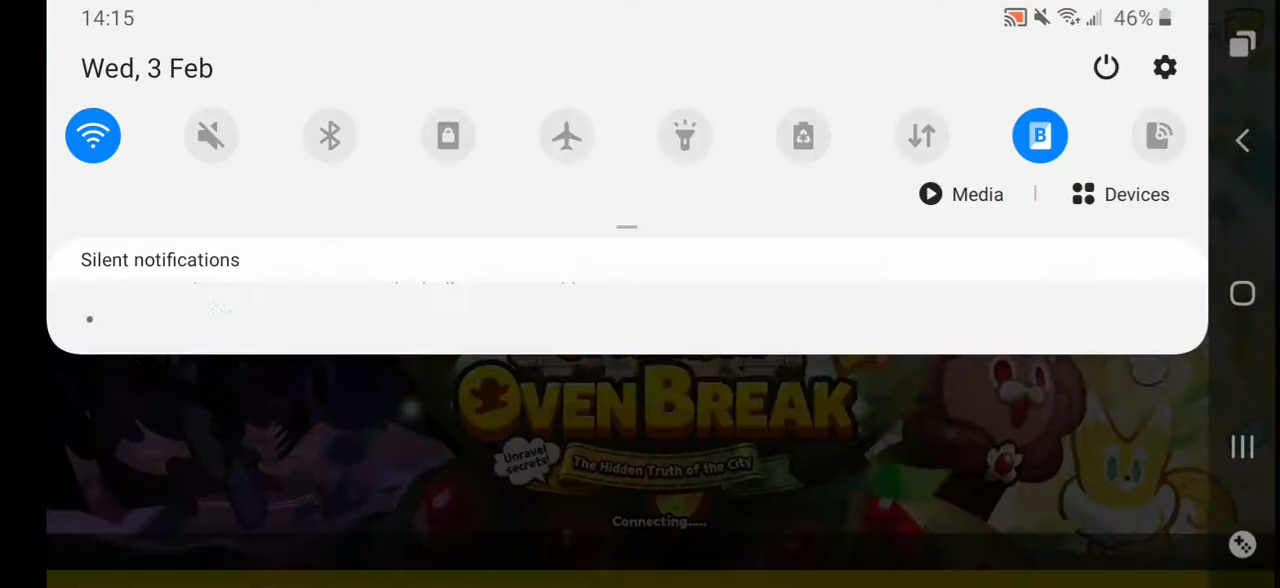 14:15
46%
Wed, 3 Feb
B
Media
Devices
Silent notifications
OVENBREAK
Unravel
secrets!
The Hidden Truth of the City
Connecting.....